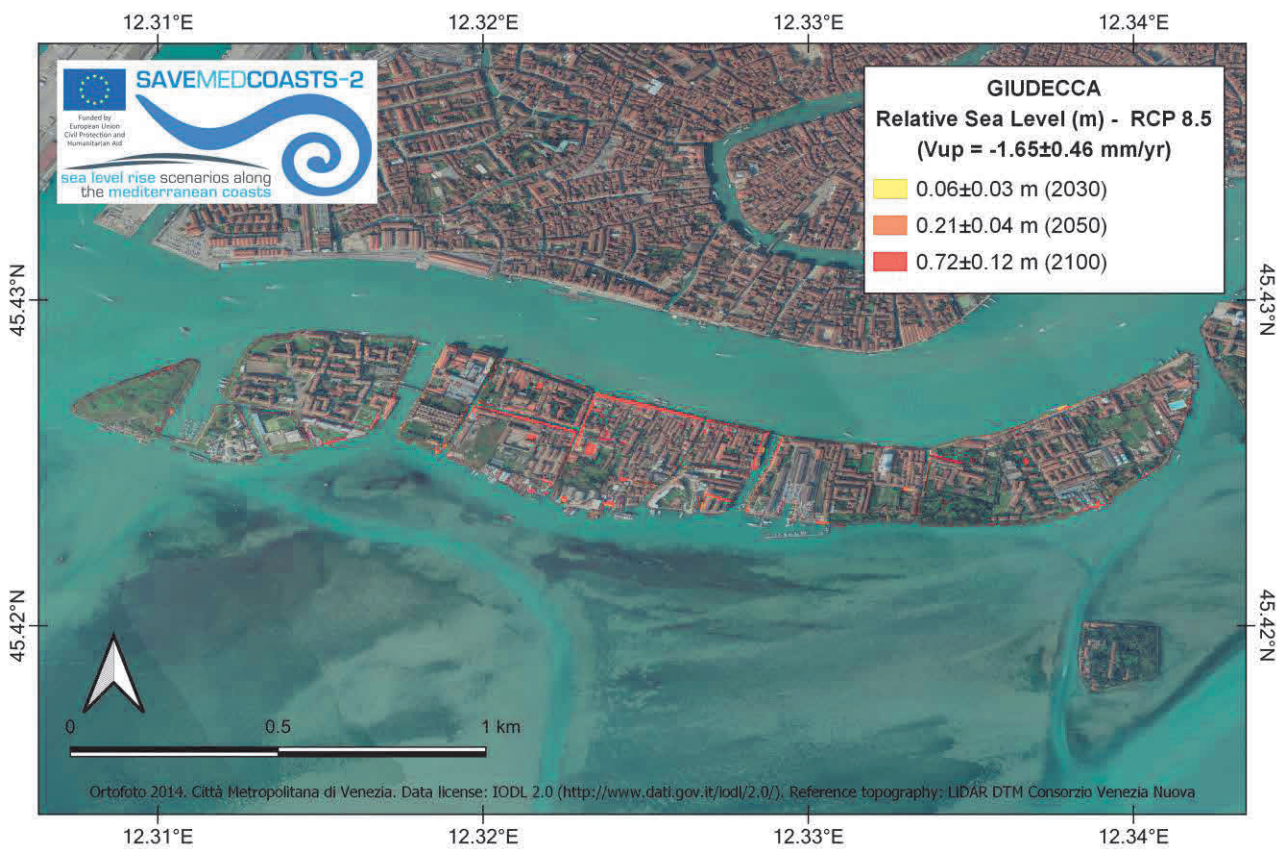 12.31°E
12.32°E
12.33°E
12.34°E
SAVEMEDCOASTS-2
Funded by
European Union
Civil Protection and
Humanitarian Aid
sea level rise scenarios along
the mediterranean coasts
GIUDECCA
Relative Sea Level (m) - RCP 8.5
(Vup = -1.65±0.46 mm/yr)
0.06±0.03 m (2030)
0.21±0.04 m (2050)
0.72±0.12 m (2100)
45.43°N
45.43°N
45.42°N
45.42°N
0
0.5
1 km
Ortofoto 2014. Città Metropolitana di Venezia. Data license: IODL 2.0 (http://www.dati.gov.it/iodl/2.0/). Reference topography: LIDAR DTM Consorzio Venezia Nuova
12.31°E
12.32°E
12.33°E
12.34°E